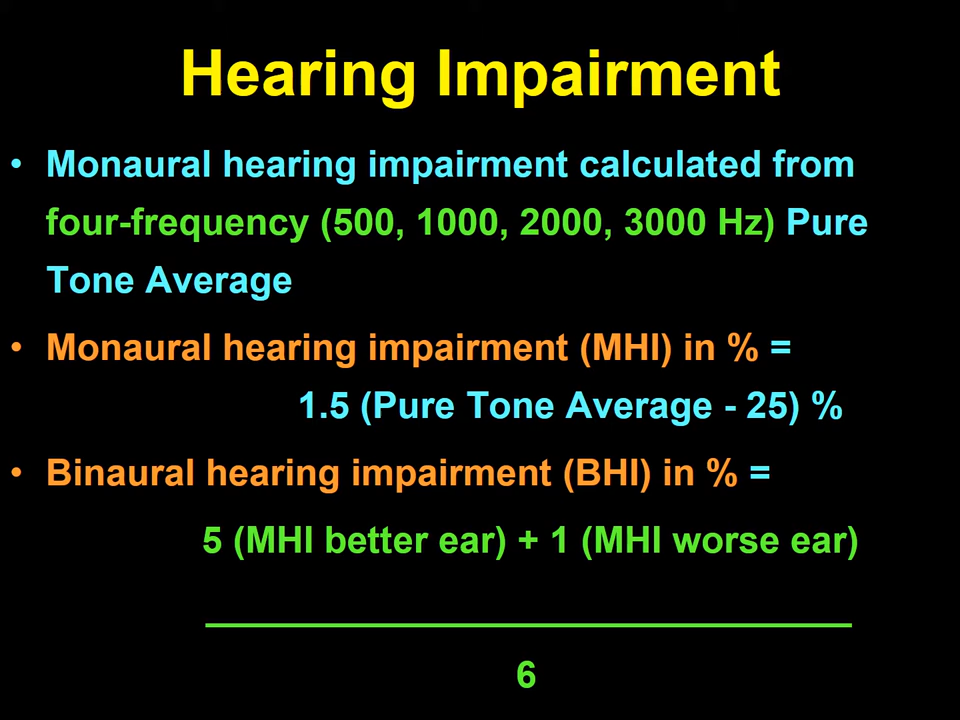 Hearing Impairment
• Monaural hearing impairment calculated from
four-frequency (500, 1000, 2000, 3000 Hz) Pure
Tone Average
• Monaural hearing impairment (MHI) in % =
1.5 (Pure Tone Average - 25) %
• Binaural hearing impairment (BHI) in % =
5 (MHI better ear) + 1 (MHI worse ear)
6